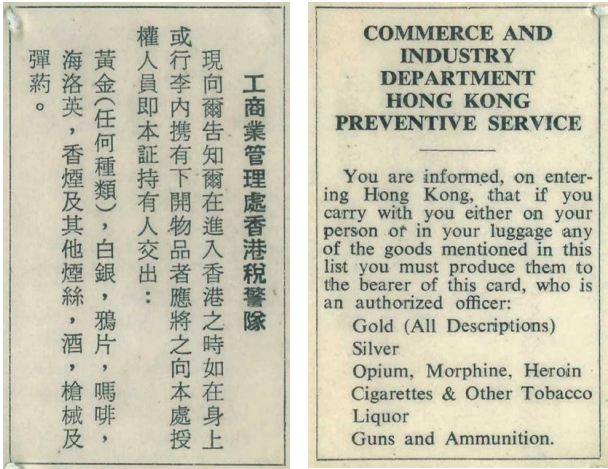 工商業管理處香港稅警隊
現向爾告知爾在進入香港之時如在身上
或行李內携有下開物品者應將之向本處授
權人員即本証持有人交出：
黃金(任何種類)，白銀，鴉片，嗎啡，
海洛英，香煙及其他煙絲，酒，槍械及
彈葯。
COMMERCE AND
INDUSTRY
DEPARTMENT
HONG KONG
PREVENTIVE SERVICE
You are informed, on enter-
ing Hong Kong, that if you
carry with you either on your
person or in your luggage any
of the goods mentioned in this
list you must produce them to
the bearer of this card, who is
an authorized officer:
Gold (All Descriptions)
Silver
Opium, Morphine, Heroin
Cigarettes & Other Tobacco
Liquor
Guns and Ammunition.